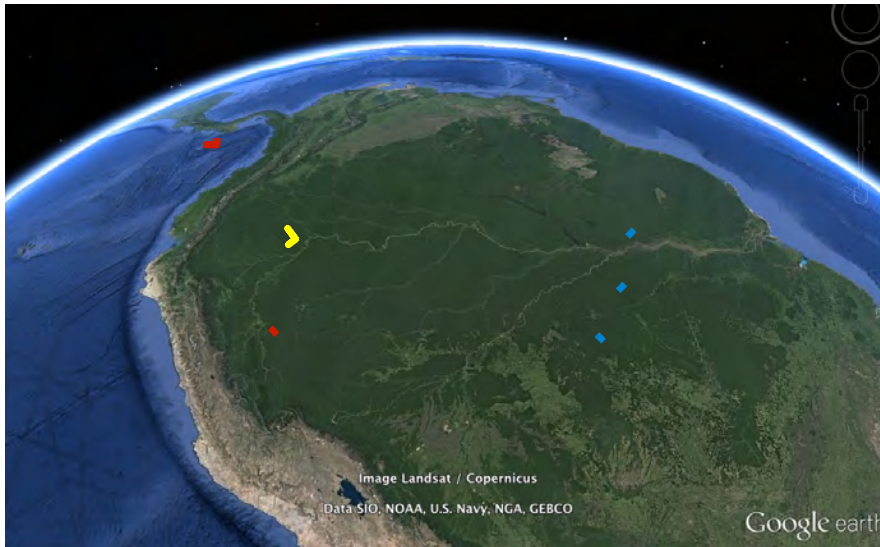 Image Landsat / Copernicus
Data SIO, NOAA, U.S. Navy, NGA, GEBCO
Google earth